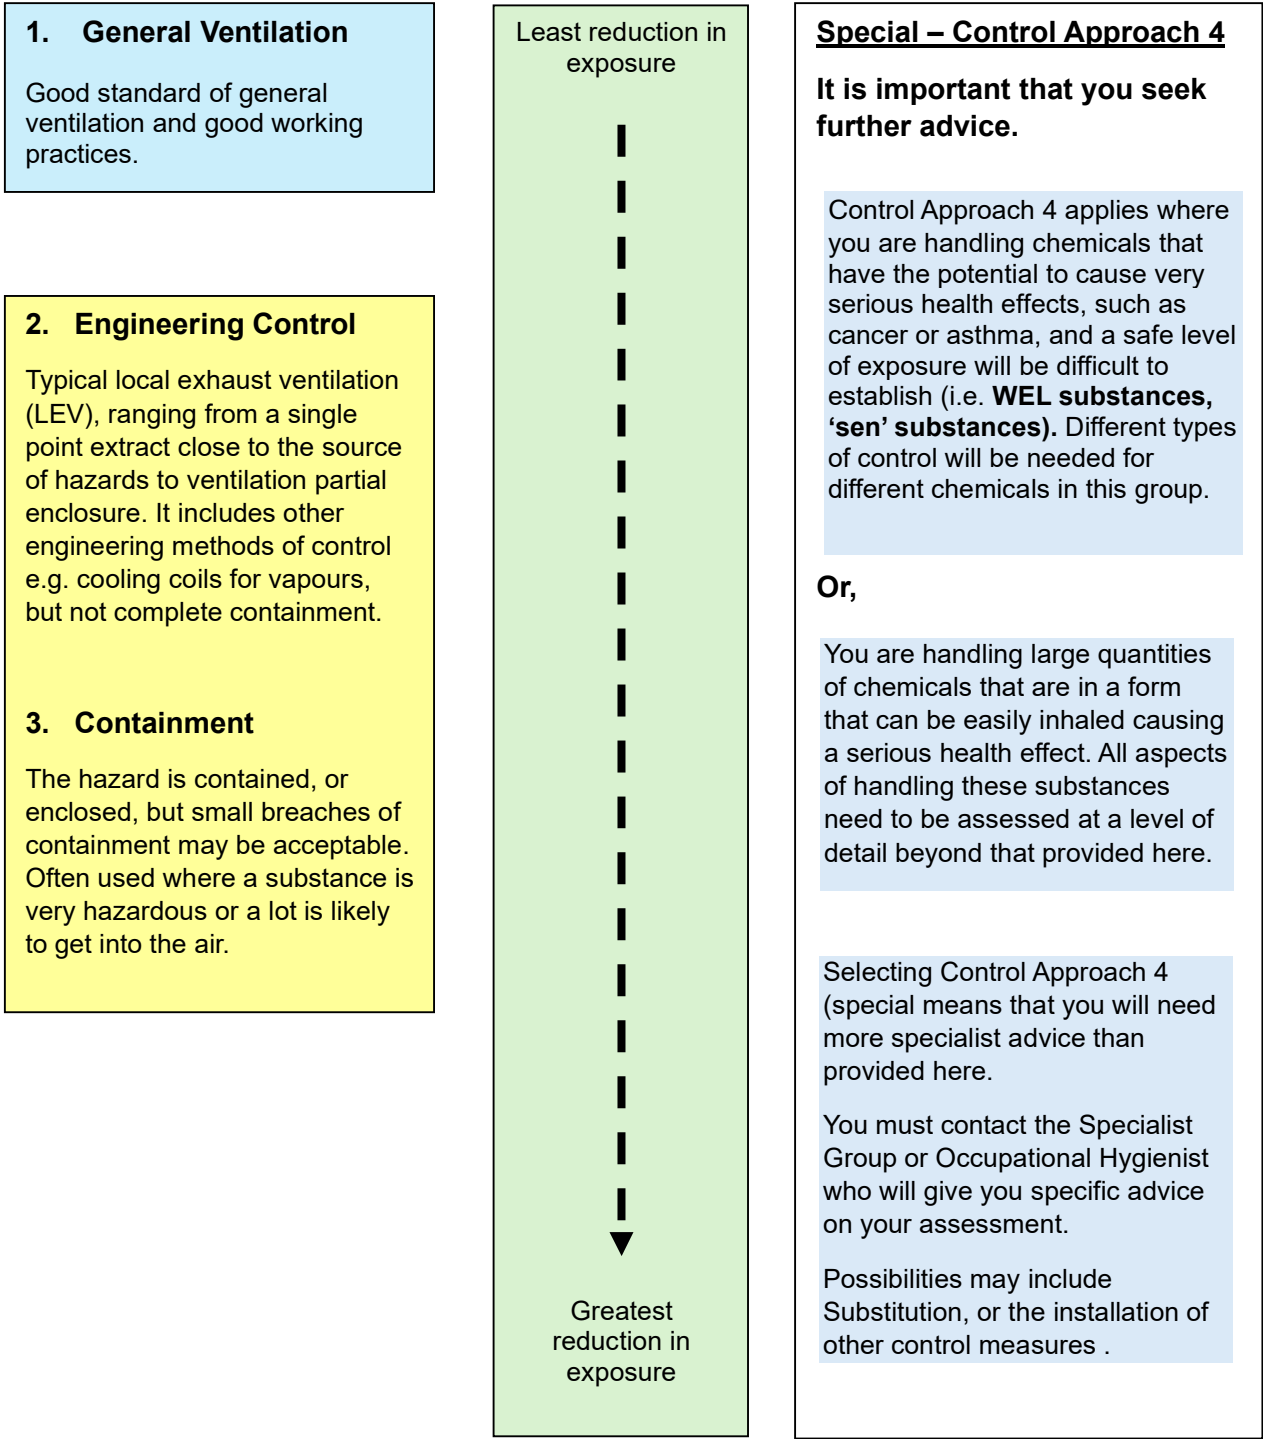 1. General Ventilation
Good standard of general
ventilation and good working
practices.
2. Engineering Control
Typical local exhaust ventilation
(LEV), ranging from a single
point extract close to the source
of hazards to ventilation partial
enclosure. It includes other
engineering methods of control
e.g. cooling coils for vapours,
but not complete containment.
3. Containment
The hazard is contained, or
enclosed, but small breaches of
containment may be acceptable.
Often used where a substance is
very hazardous or a lot is likely
to get into the air.
Least reduction in
exposure
Greatest
reduction in
exposure
Special – Control Approach 4
It is important that you seek
further advice.
Control Approach 4 applies where
you are handling chemicals that
have the potential to cause very
serious health effects, such as
cancer or asthma, and a safe level
of exposure will be difficult to
establish (i.e. WEL substances,
‘sen’ substances). Different types
of control will be needed for
different chemicals in this group.
Or,
You are handling large quantities
of chemicals that are in a form
that can be easily inhaled causing
a serious health effect. All aspects
of handling these substances
need to be assessed at a level of
detail beyond that provided here.
Selecting Control Approach 4
(special means that you will need
more specialist advice than
provided here.
You must contact the Specialist
Group or Occupational Hygienist
who will give you specific advice
on your assessment.
Possibilities may include
Substitution, or the installation of
other control measures .